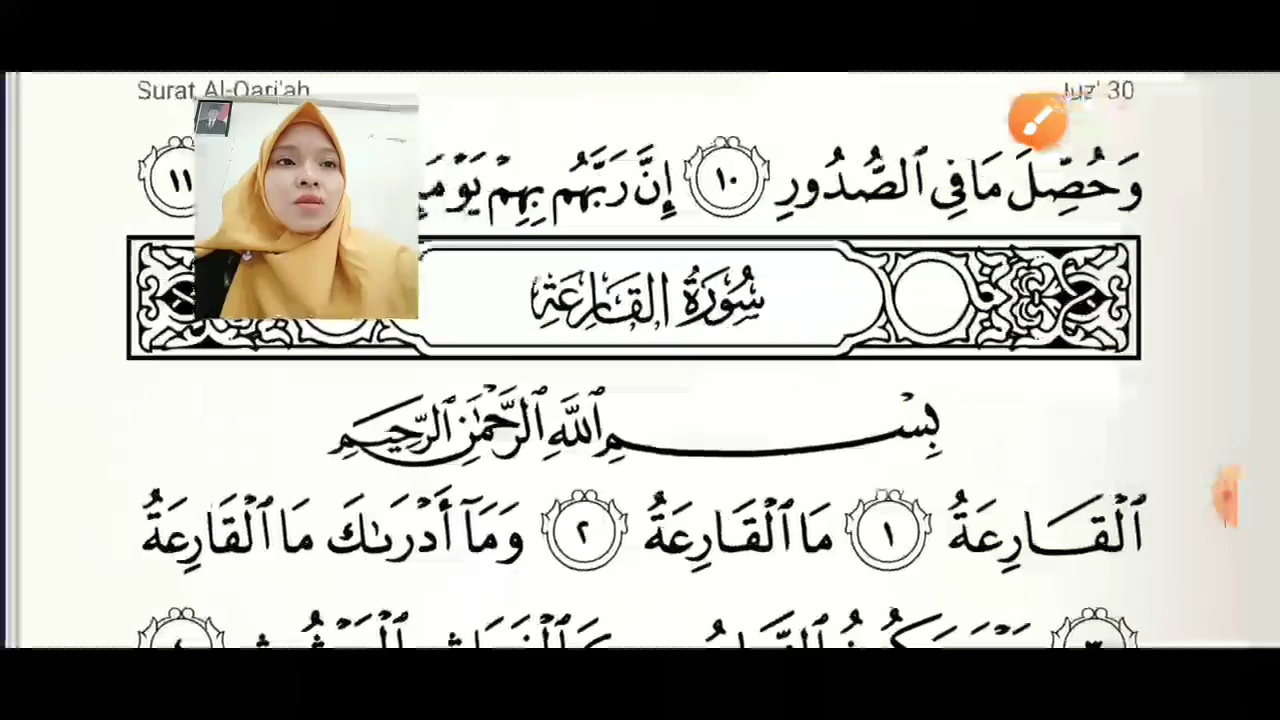 Surat Al-Qari'ah Juz' 30
وَحُصِّلَ مَا فِى ٱلصُّدُورِ ١٠ إِنَّ رَبَّهُم بِهِمْ ١١
سُورَةُ القَارِعَةِ
بِسْمِ ٱللَّهِ ٱلرَّحْمَٰنِ ٱلرَّحِيمِ
ٱلْقَارِعَةُ ١ مَا ٱلْقَارِعَةُ ٢ وَمَآ أَدْرَىٰكَ مَا ٱلْقَارِعَةُ